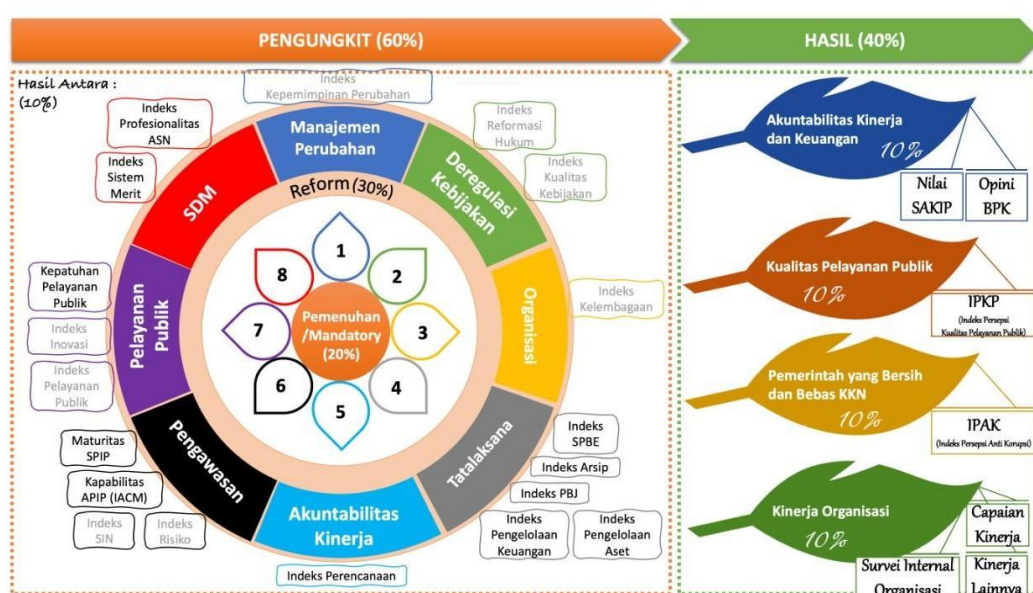 PENGUNGKIT (60%)
HASIL (40%)
Hasil Antara :
(10%)
Indeks
Kepemimpinan Perubahan
Indeks
Profesionalitas
ASN
Indeks
Sistem
Merit
Indeks
Reformasi
Hukum
Indeks
Kualitas
Kebijakan
Manajemen
Perubahan
Deregulasi
Kebijakan
SDM
Reform (30%)
1
2
3
4
5
6
7
8
Pemenuhan
/Mandatory
(20%)
Organisasi
Indeks
Kelembagaan
Pelayanan
Publik
Kepatuhan
Pelayanan
Publik
Indeks
Inovasi
Indeks
Pelayanan
Publik
Pengawasan
Maturitas
SPIP
Kapabilitas
APIP (IACM)
Indeks
SIN
Indeks
Risiko
Akuntabilitas
Kinerja
Indeks Perencanaan
Tatalaksana
Indeks
SPBE
Indeks Arsip
Indeks PBJ
Indeks
Pengelolaan
Keuangan
Indeks
Pengelolaan
Aset
Akuntabilitas Kinerja
dan Keuangan
10%
Nilai
SAKIP
Opini
BPK
Kualitas Pelayanan Publik
10%
IPKP
(Indeks Persepsi
Kualitas Pelayanan Publik)
Pemerintah yang Bersih
dan Bebas KKN
10%
IPAK
(Indeks Persepsi Anti Korupsi)
Kinerja Organisasi
10%
Capaian
Kinerja
Survei Internal
Organisasi
Kinerja
Lainnya